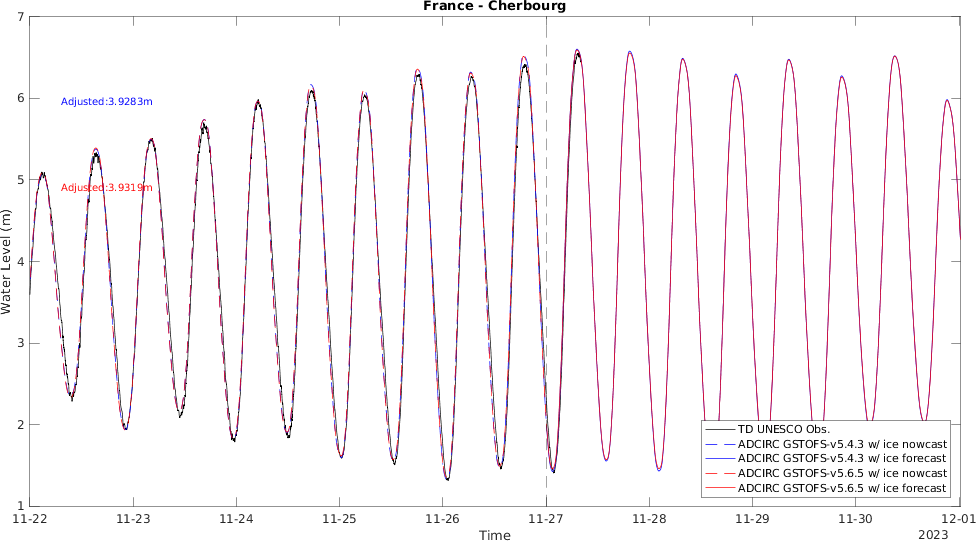 France - Cherbourg
7
6
5
4
3
2
1
Water Level (m)
Adjusted:3.9283m
Adjusted:3.9319m
TD UNESCO Obs.
ADCIRC GSTOFS-v5.4.3 w/ ice nowcast
ADCIRC GSTOFS-v5.4.3 w/ ice forecast
ADCIRC GSTOFS-v5.6.5 w/ ice nowcast
ADCIRC GSTOFS-v5.6.5 w/ ice forecast
11-22 11-23 11-24 11-25 11-26 11-27 11-28 11-29 11-30 12-01
Time
2023